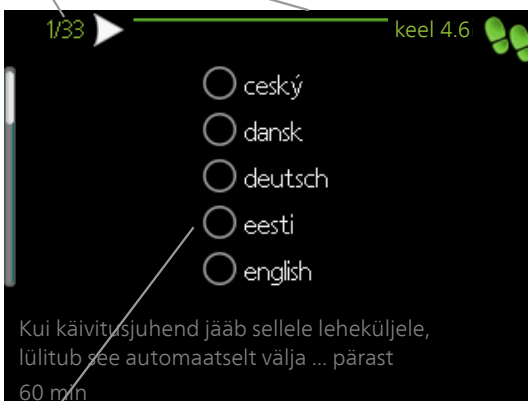 1/33
keel 4.6
ceský
dansk
deutsch
eesti
english
Kui käivitusjuhend jääb sellele leheküljele,
lülitub see automaatselt välja ... pärast
60 min